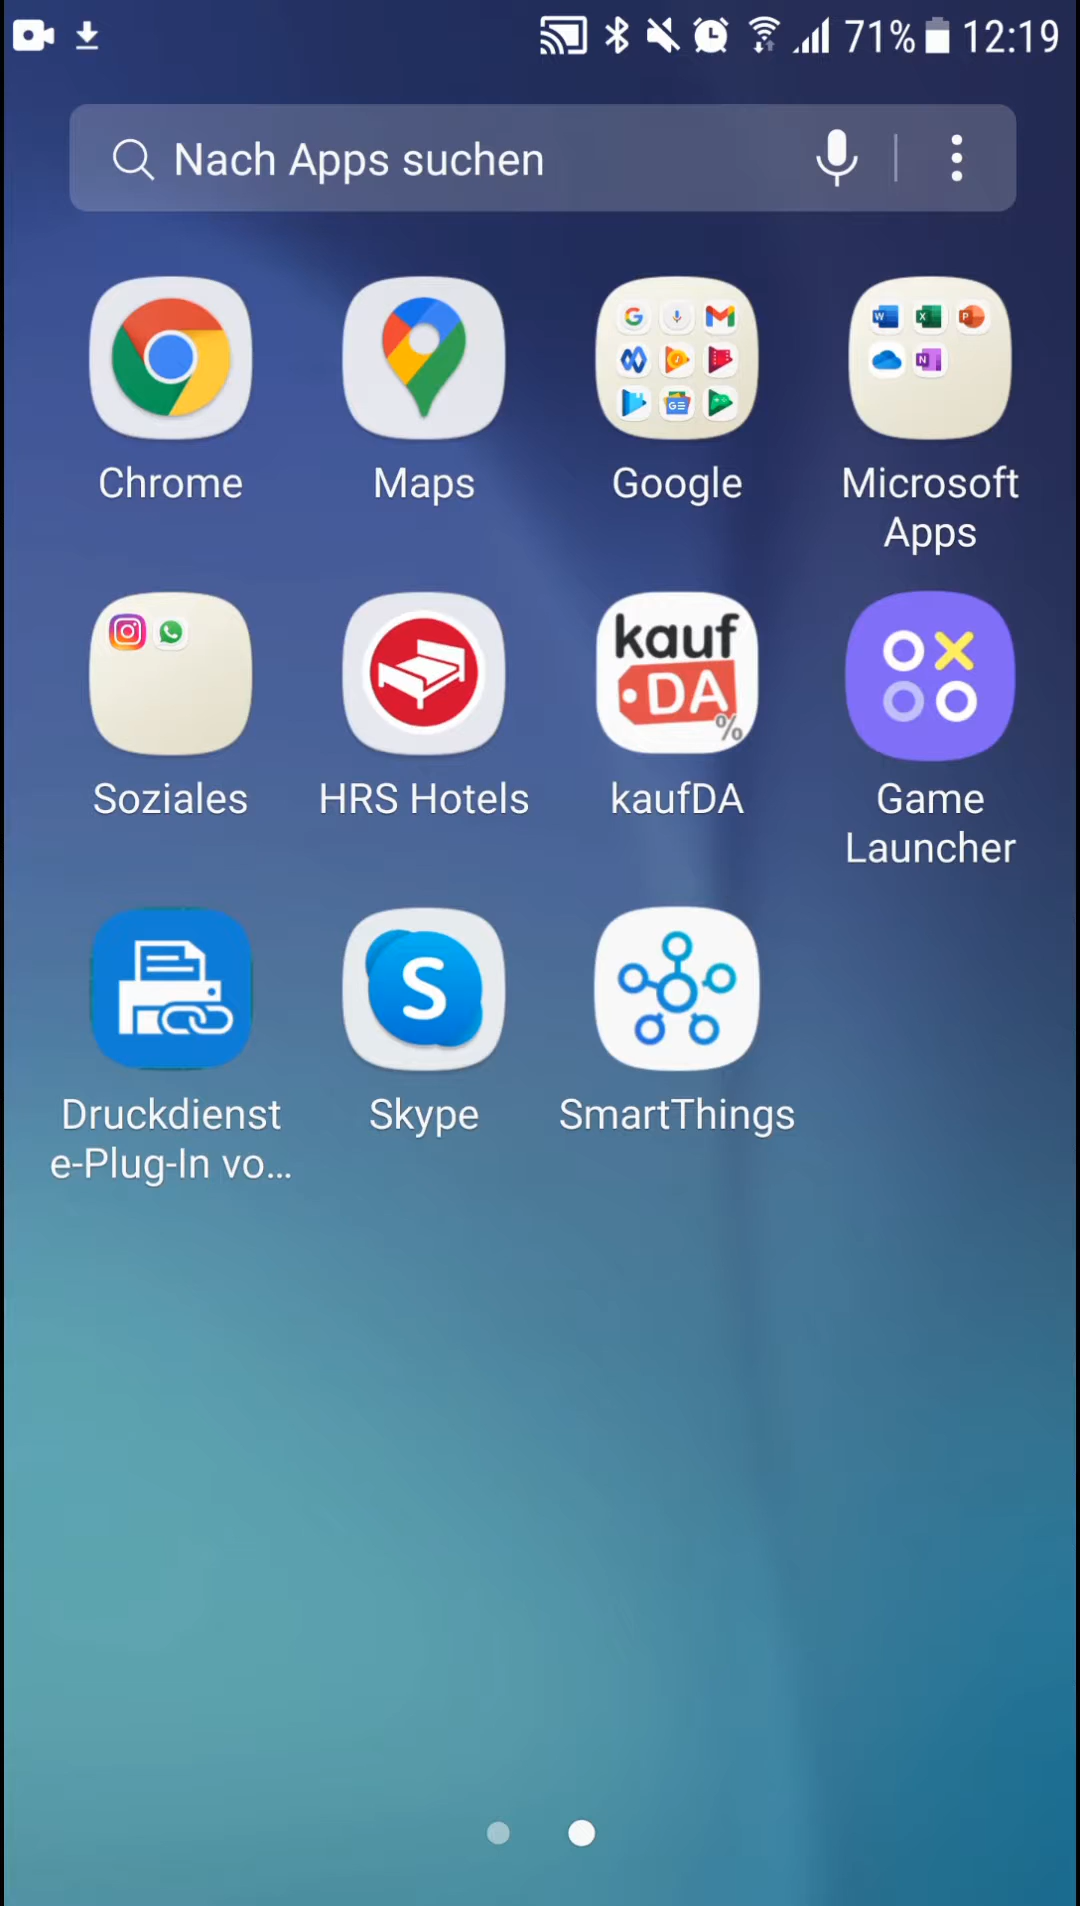 71% 12:19
Nach Apps suchen
Chrome
Maps
Google
Microsoft
Apps
Soziales
HRS Hotels
kauf
DA
%
kaufDA
Game
Launcher
Druckdienst
e-Plug-In vo...
S
Skype
SmartThings